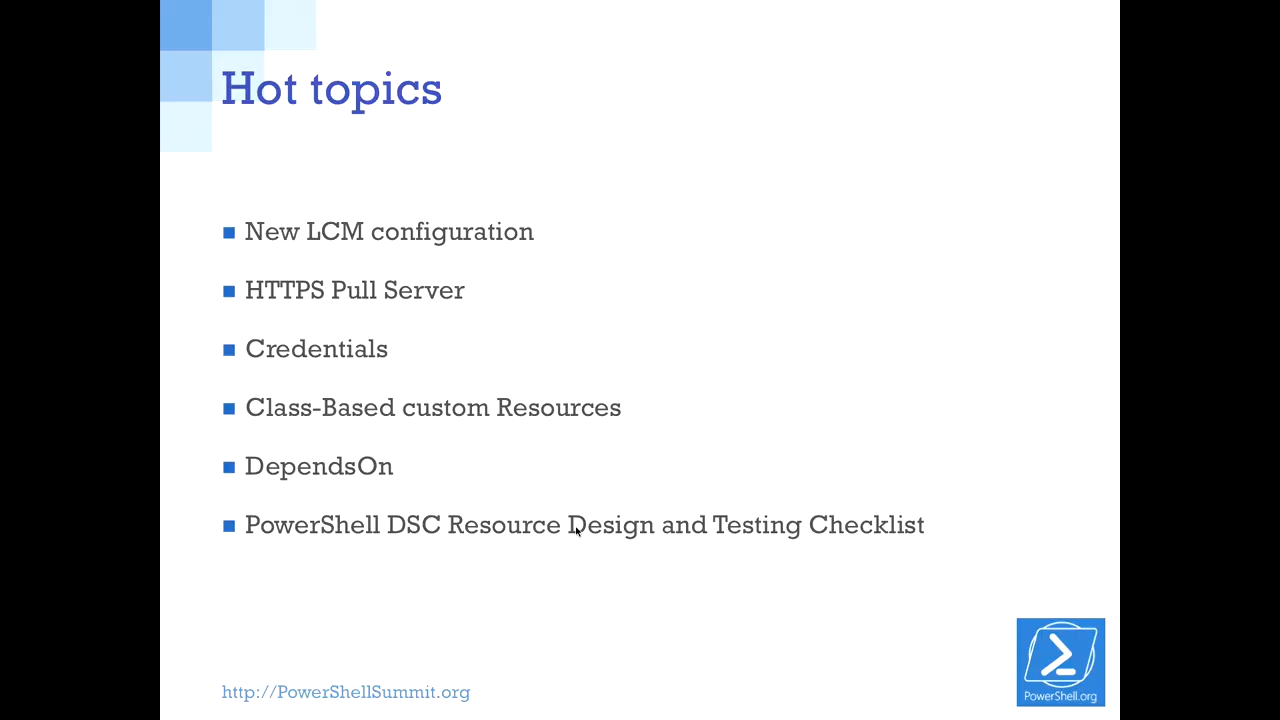 Hot topics
New LCM configuration
HTTPS Pull Server
Credentials
Class-Based custom Resources
DependsOn
PowerShell DSC Resource Design and Testing Checklist
http://PowerShellSummit.org
PowerShell.org